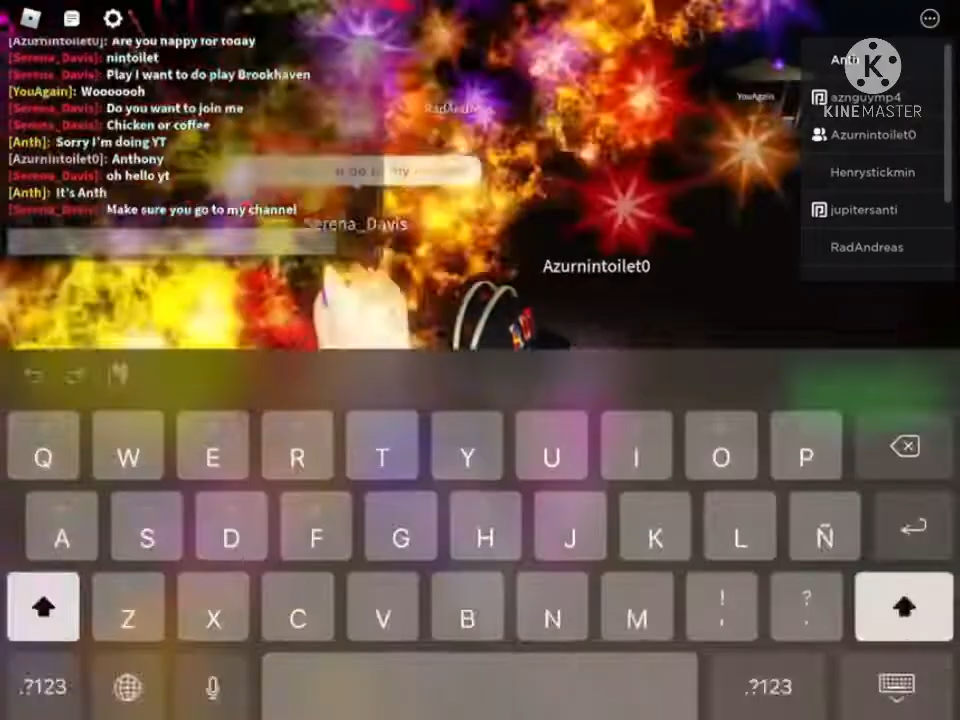 [Azurnintoilet0]: Are you happy for today
[Serena_Davis]: nintoilet
[Serena_Davis]: Play I want to do play Brookhaven
[YouAgain]: Wooooooh
[Serena_Davis]: Do you want to join me
[Serena_Davis]: Chicken or coffee
[Anth]: Sorry I'm doing YT
[Azurnintoilet0]: Anthony
[Serena_Davis]: oh hello yt
[Anth]: It's Anth
[Serena_Davis]: Make sure you go to my channel
RadAndreas
YouAgain
Serena_Davis
Azurnintoilet0
Anth
aznguymp4
Azurnintoilet0
Henrystickmin
jupitersanti
RadAndreas
K
KINEMASTER
Q W E R T Y U I O P
A S D F G H J K L Ñ
Z X C V B N M ! , ? .
.?123 .?123